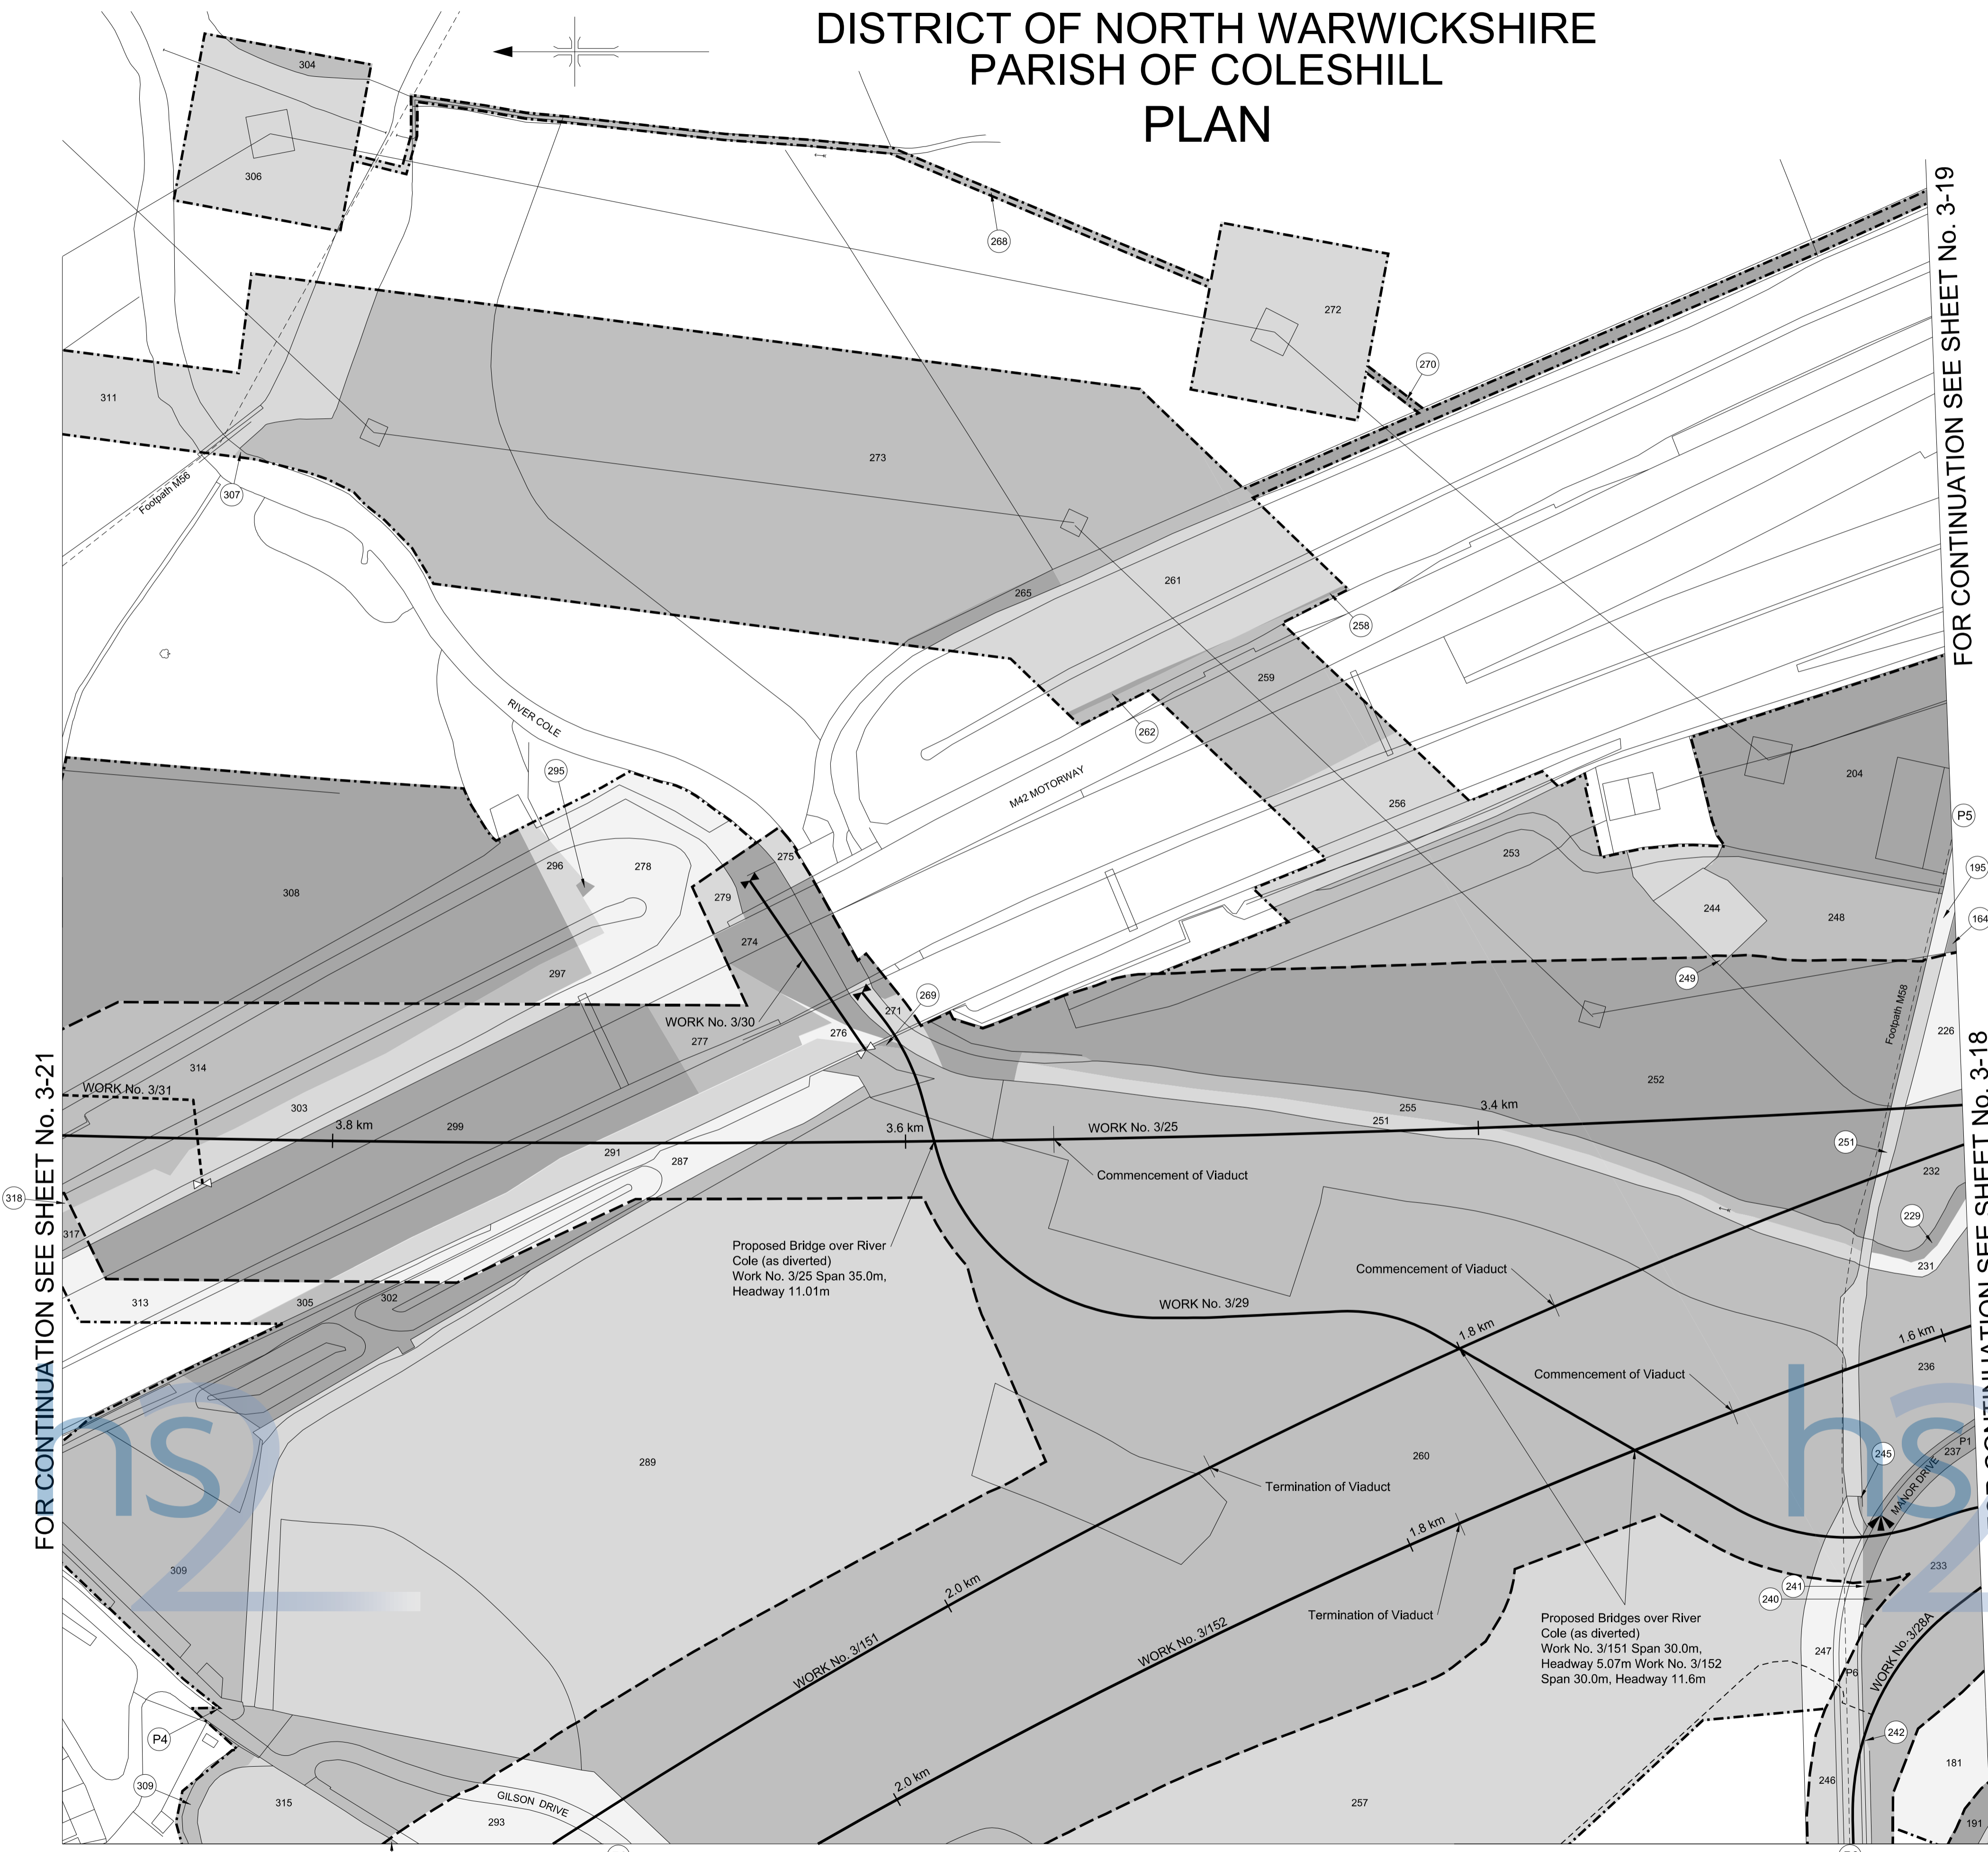 DISTRICT OF NORTH WARWICKSHIRE
PARISH OF COLESHILL
PLAN
304
306
268
272
270
311
273
307
Footpath M56
FOR CONTINUATION SEE SHEET No. 3-19
261
265
258
259
262
RIVER COLE
M42 MOTORWAY
295
256
204
P5
253
195
275
296
278
308
279
244
248
164
274
249
297
269
271
WORK No. 3/30
276
277
Footpath M58
226
314
252
WORK No. 3/31
303
255
3.4 km
299
3.8 km
3.6 km
WORK No. 3/25
251
251
291
287
Commencement of Viaduct
232
318
FOR CONTINUATION SEE SHEET No. 3-21
FOR CONTINUATION SEE SHEET No. 3-18
317
229
231
Proposed Bridge over River
Cole (as diverted)
Work No. 3/25 Span 35.0m,
Headway 11.01m
Commencement of Viaduct
313
305
302
WORK No. 3/29
1.8 km
1.6 km
236
Commencement of Viaduct
hs2
hs2
P1
237
MANOR DRIVE
245
289
260
Termination of Viaduct
1.8 km
309
233
241
240
2.0 km
Termination of Viaduct
Proposed Bridges over River
Cole (as diverted)
Work No. 3/151 Span 30.0m,
Headway 5.07m Work No. 3/152
Span 30.0m, Headway 11.6m
WORK No. 3/151
WORK No. 3/152
WORK No. 3/28A
247
P6
P4
242
181
309
2.0 km
246
GILSON DRIVE
315
293
257
191